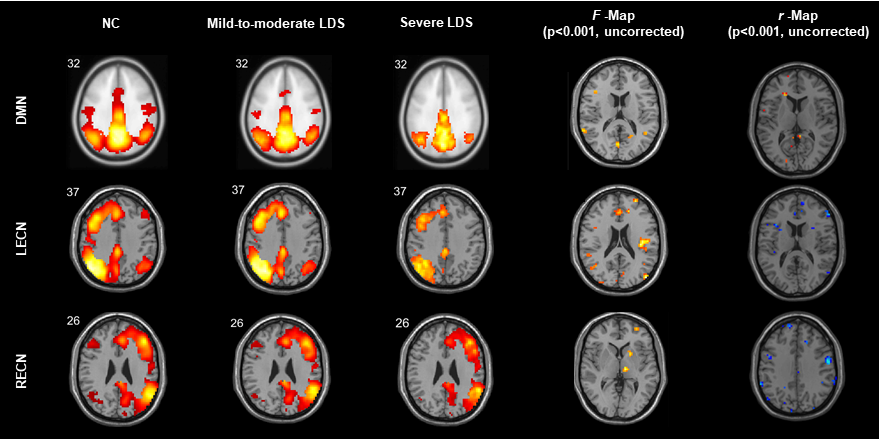 NC
Mild-to-moderate LDS
Severe LDS
F -Map
(p<0.001, uncorrected)
r -Map
(p<0.001, uncorrected)
DMN
32
32
32
LECN
37
37
37
RECN
26
26
26